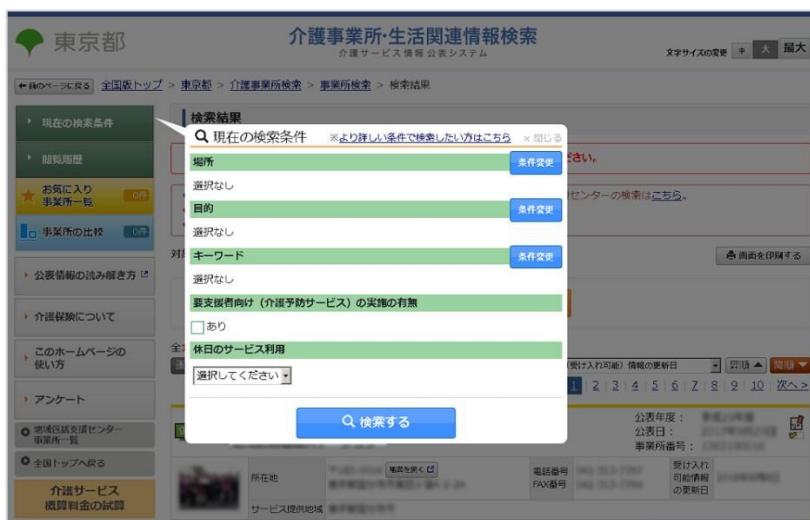 東京都
介護事業所・生活関連情報検索
介護サービス情報公表システム
文字サイズの変更 中 大 最大
前のページに戻る 全国版トップ > 東京都 > 介護事業所検索 > 事業所検索 > 検索結果
現在の検索条件
閲覧履歴
お気に入り
事業所一覧
0件
事業所の比較 0件
公表情報の読み解き方
介護保険について
このホームページの
使い方
アンケート
地域包括支援センター
事業所一覧
全国トップへ戻る
介護サービス
概算料金の試算
検索結果
現在の検索条件 ※より詳しい条件で検索したい方はこちら ×閉じる
場所 条件変更
選択なし
目的 条件変更
選択なし
キーワード 条件変更
選択なし
要支援者向け（介護予防サービス）の実施の有無
あり
休日のサービス利用
選択してください
検索する
ださい。
センターの検索はこちら。
画面を印刷する
受け入れ可能）情報の更新日 昇順▲ 降順▼
1 | 2 | 3 | 4 | 5 | 6 | 7 | 8 | 9 | 10 次へ>
公表年度：
公表日：
事業所番号：
所在地
地図を開く
サービス提供地域
電話番号
FAX番号
受け入れ
可能情報
の更新日